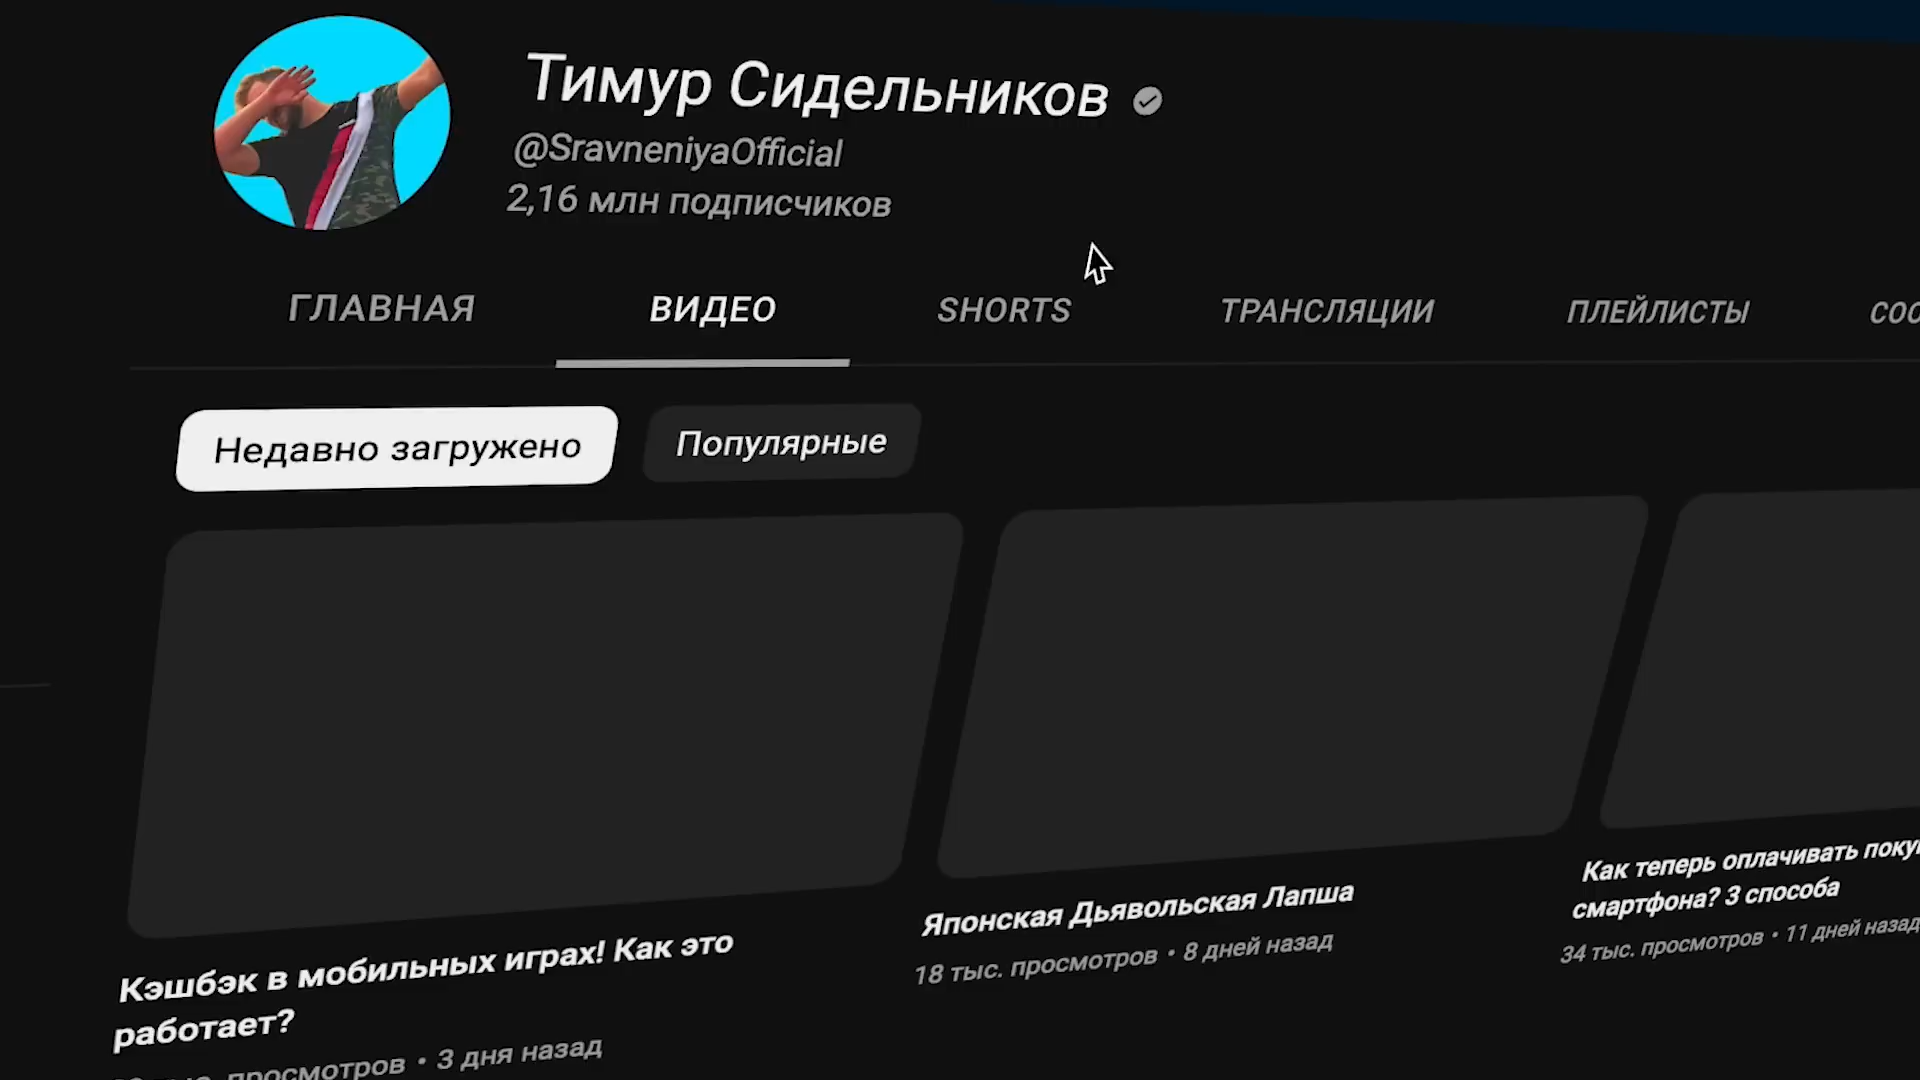 Тимур Сидельников
@SravneniyaOfficial
2,16 млн подписчиков
ГЛАВНАЯ ВИДЕО SHORTS ТРАНСЛЯЦИИ ПЛЕЙЛИСТЫ
Недавно загружено Популярные
Кэшбэк в мобильных играх! Как это
работает?
просмотров • 3 дня назад
Японская Дьявольская Лапша
18 тыс. просмотров • 8 дней назад
Как теперь оплачивать
смартфона? 3 способа
34 тыс. просмотров • 11 дней назад